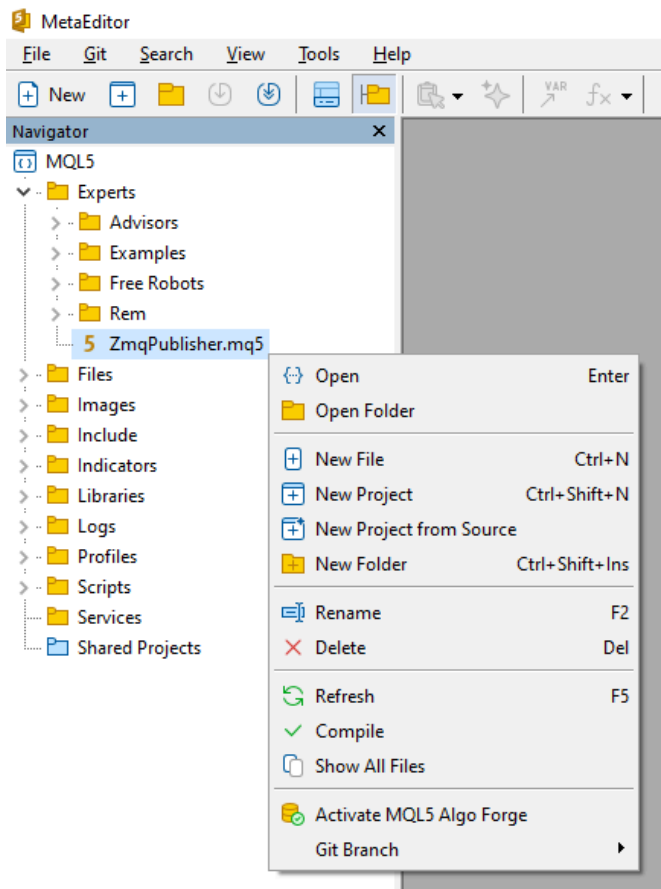 MetaEditor
File Git Search View Tools Help
New VAR
Navigator
MQL5
Experts
Advisors
Examples
Free Robots
Rem
5 ZmqPublisher.mq5
Files
Images
Include
Indicators
Libraries
Logs
Profiles
Scripts
Services
Shared Projects
Open Enter
Open Folder
New File Ctrl+N
New Project Ctrl+Shift+N
New Project from Source
New Folder Ctrl+Shift+Ins
Rename F2
Delete Del
Refresh F5
Compile
Show All Files
Activate MQL5 Algo Forge
Git Branch